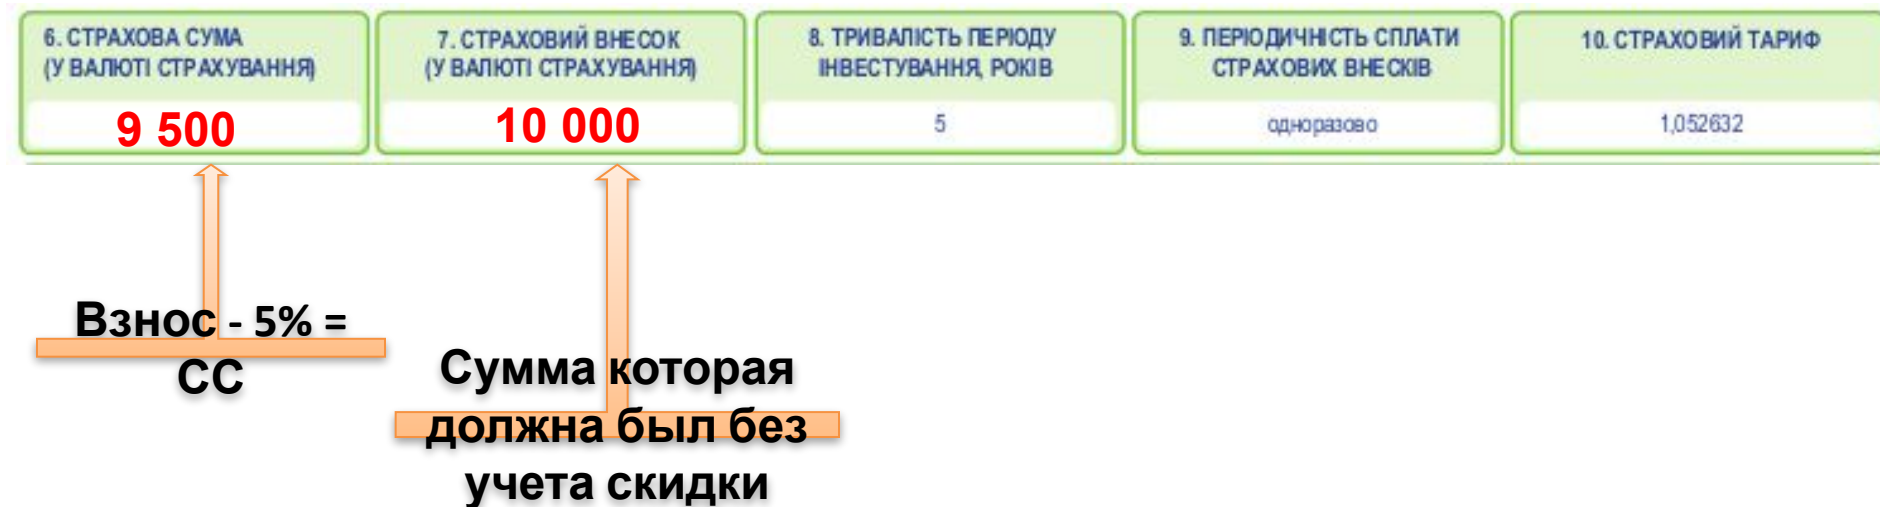 6. СТРАХОВА СУМА
(У ВАЛЮТІ СТРАХУВАННЯ)
9 500
7. СТРАХОВИЙ ВНЕСОК
(У ВАЛЮТІ СТРАХУВАННЯ)
10 000
8. ТРИВАЛІСТЬ ПЕРІОДУ
ІНВЕСТУВАННЯ, РОКІВ
5
9. ПЕРІОДИЧНІСТЬ СПЛАТИ
СТРАХОВИХ ВНЕСКІВ
одноразово
10. СТРАХОВИЙ ТАРИФ
1,052632
Взнос - 5% =
СС
Сумма которая
должна был без
учета скидки